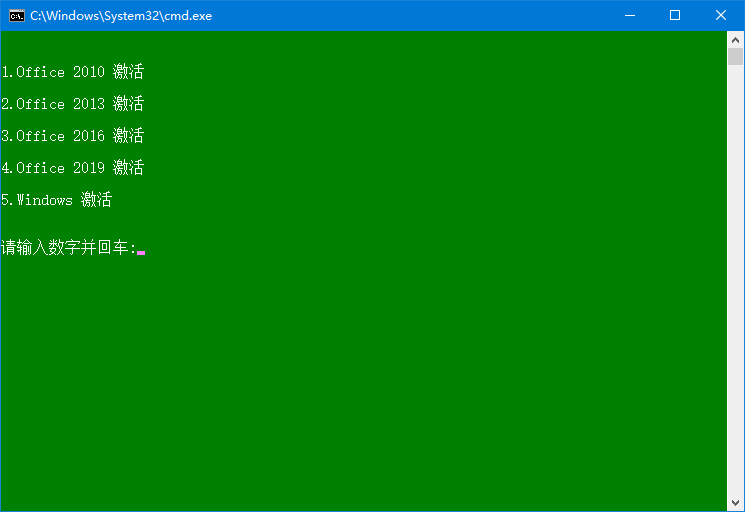 C:\Windows\System32\cmd.exe
1.Office 2010 激活
2.Office 2013 激活
3.Office 2016 激活
4.Office 2019 激活
5.Windows 激活
请输入数字并回车: